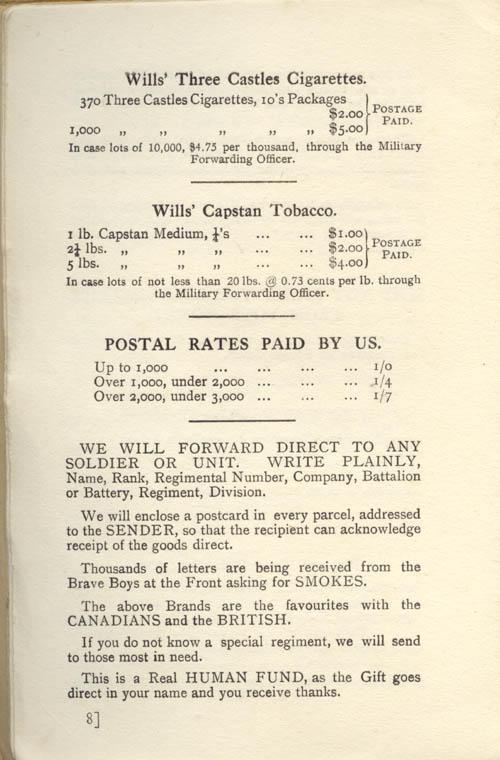 Wills' Three Castles Cigarettes.
370 Three Castles Cigarettes, 10's Packages
$2.00 } POSTAGE
1,000 „ „ „ „ „ $5.00 } PAID.
In case lots of 10,000, $4.75 per thousand, through the Military
Forwarding Officer.
Wills' Capstan Tobacco.
1 lb. Capstan Medium, ¼'s ... ... $1.00
2½ lbs. „ „ „ ... ... $2.00 } POSTAGE PAID.
5 lbs. „ „ „ ... ... $4.00
In case lots of not less than 20 lbs. @ 0.73 cents per lb. through
the Military Forwarding Officer.
POSTAL RATES PAID BY US.
Up to 1,000 ... ... ... ... 1/0
Over 1,000, under 2,000 ... ... ... 1/4
Over 2,000, under 3,000 ... ... ... 1/7
WE WILL FORWARD DIRECT TO ANY
SOLDIER OR UNIT. WRITE PLAINLY,
Name, Rank, Regimental Number, Company, Battalion
or Battery, Regiment, Division.
We will enclose a postcard in every parcel, addressed
to the SENDER, so that the recipient can acknowledge
receipt of the goods direct.
Thousands of letters are being received from the
Brave Boys at the Front asking for SMOKES.
The above Brands are the favourites with the
CANADIANS and the BRITISH.
If you do not know a special regiment, we will send
to those most in need.
This is a Real HUMAN FUND, as the Gift goes
direct in your name and you receive thanks.
8]